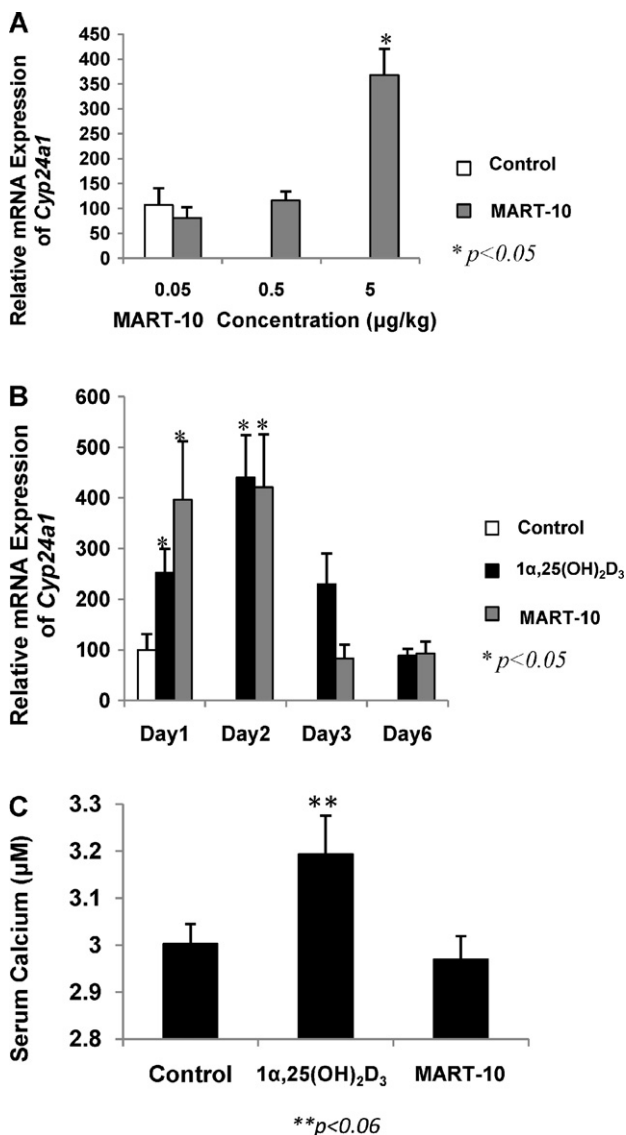 A
Relative mRNA Expression
of Cyp24a1
450
400
350
300
250
200
150
100
50
0
*
0.05 0.5 5
MART-10 Concentration (µg/kg)
Control
MART-10
* p<0.05
B
Relative mRNA Expression
of Cyp24a1
600
500
400
300
200
100
0
* * * *
Day1 Day2 Day3 Day6
Control
1α,25(OH)₂D₃
MART-10
* p<0.05
C
Serum Calcium (µM)
3.3
3.2
3.1
3
2.9
2.8
**
Control 1α,25(OH)₂D₃ MART-10
**p<0.06